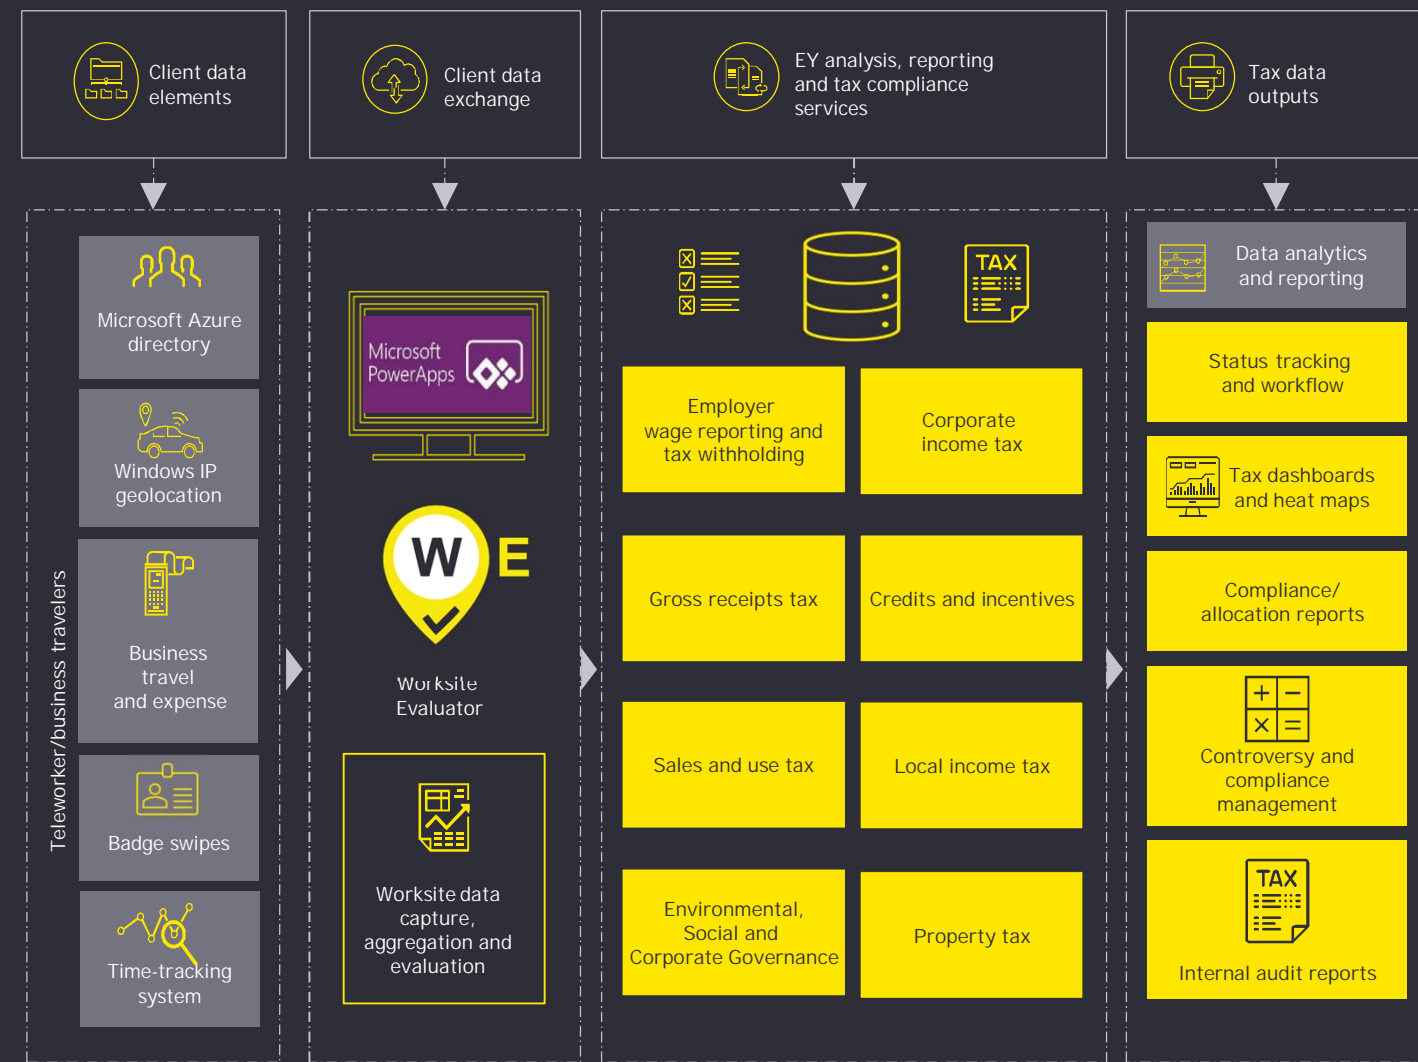 Client data
elements
Client data
exchange
EY analysis, reporting
and tax compliance
services
Tax data
outputs
Teleworker/business travelers
Microsoft Azure
directory
Windows IP
geolocation
Business
travel
and expense
Badge swipes
Time-tracking
system
Microsoft
PowerApps
W E
Worksite
Evaluator
Worksite data
capture,
aggregation and
evaluation
TAX
Employer
wage reporting and
tax withholding
Corporate
income tax
Gross receipts tax
Credits and incentives
Sales and use tax
Local income tax
Environmental,
Social and
Corporate Governance
Property tax
Data analytics
and reporting
Status tracking
and workflow
Tax dashboards
and heat maps
Compliance/
allocation reports
Controversy and
compliance
management
TAX
Internal audit reports